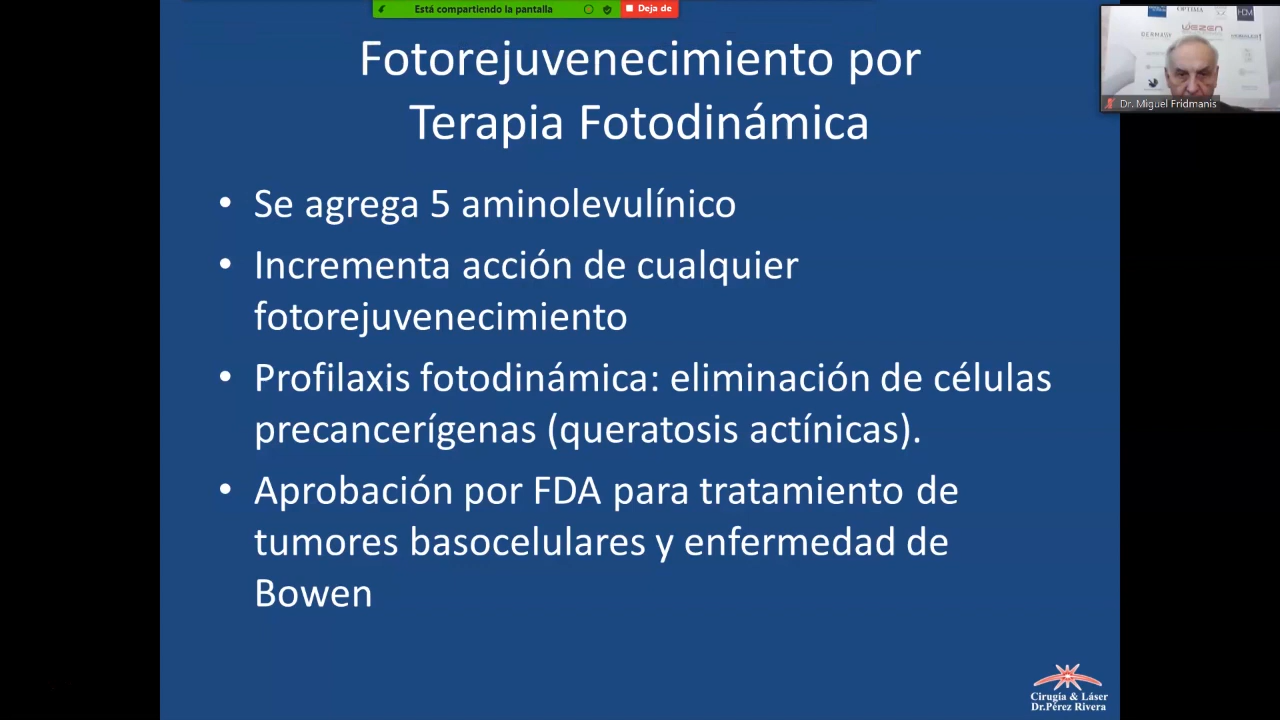 Está compartiendo la pantalla
Deja de
Fotorejuvenecimiento por
Terapia Fotodinámica
• Se agrega 5 aminolevulínico
• Incrementa acción de cualquier
fotorejuvenecimiento
• Profilaxis fotodinámica: eliminación de células
precancerígenas (queratosis actínicas).
• Aprobación por FDA para tratamiento de
tumores basocelulares y enfermedad de
Bowen
Cirugía & Láser
Dr.Pérez Rivera
OPTIMA
Dr. Miguel Fridmanis